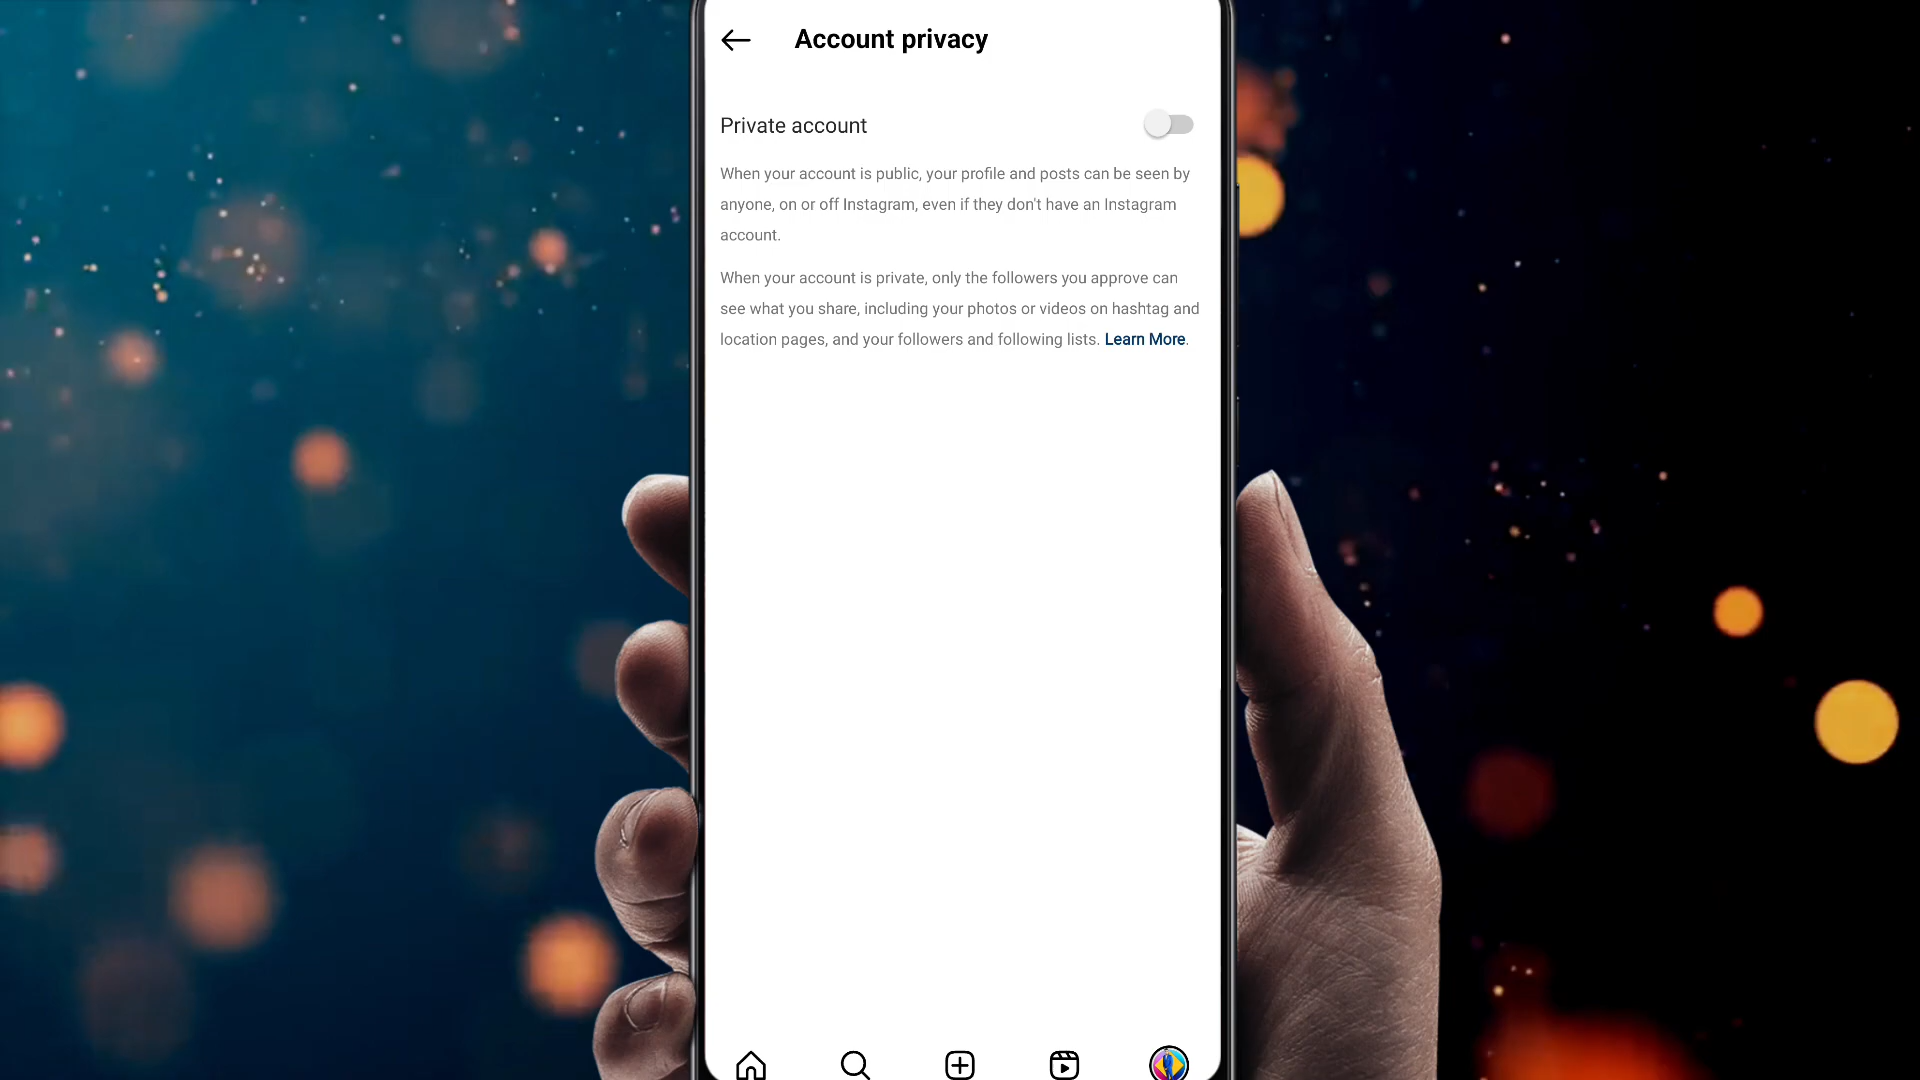 Account privacy
Private account
When your account is public, your profile and posts can be seen by
anyone, on or off Instagram, even if they don't have an Instagram
account.
When your account is private, only the followers you approve can
see what you share, including your photos or videos on hashtag and
location pages, and your followers and following lists. Learn More.